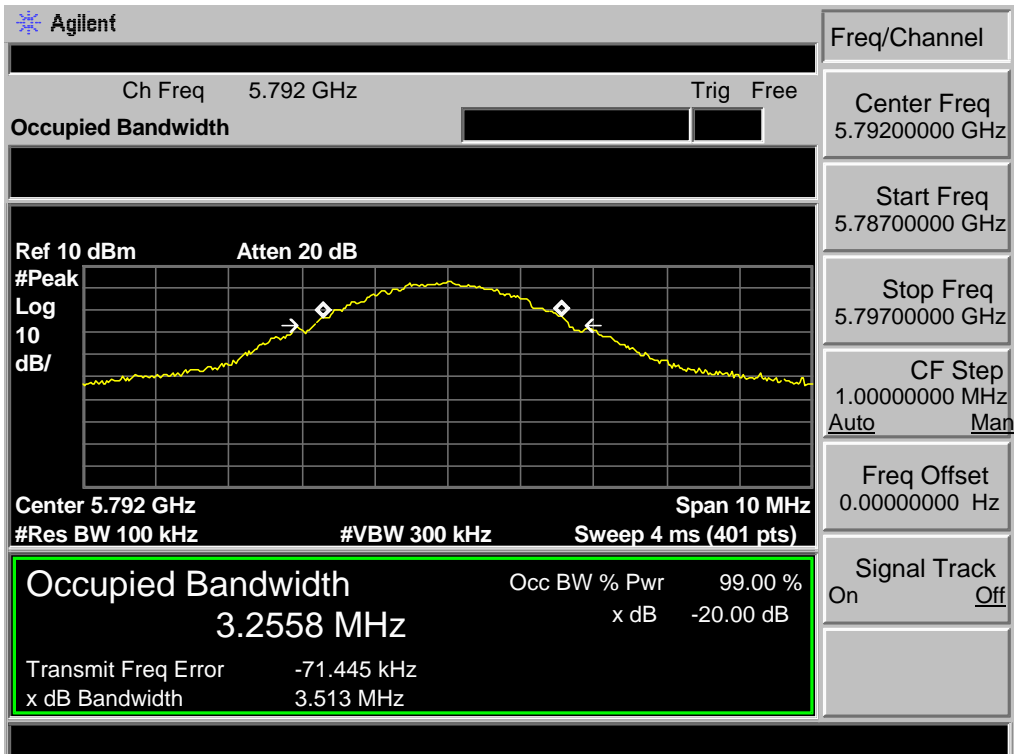 Agilent
Freq/Channel
Ch Freq 5.792 GHz Trig Free
Occupied Bandwidth
Center Freq
5.79200000 GHz
Start Freq
5.78700000 GHz
Stop Freq
5.79700000 GHz
CF Step
1.00000000 MHz
Auto Man
Freq Offset
0.00000000 Hz
Signal Track
On Off
Ref 10 dBm Atten 20 dB
#Peak
Log
10
dB/
Center 5.792 GHz Span 10 MHz
#Res BW 100 kHz #VBW 300 kHz Sweep 4 ms (401 pts)
Occupied Bandwidth Occ BW % Pwr 99.00 %
3.2558 MHz x dB -20.00 dB
Transmit Freq Error -71.445 kHz
x dB Bandwidth 3.513 MHz